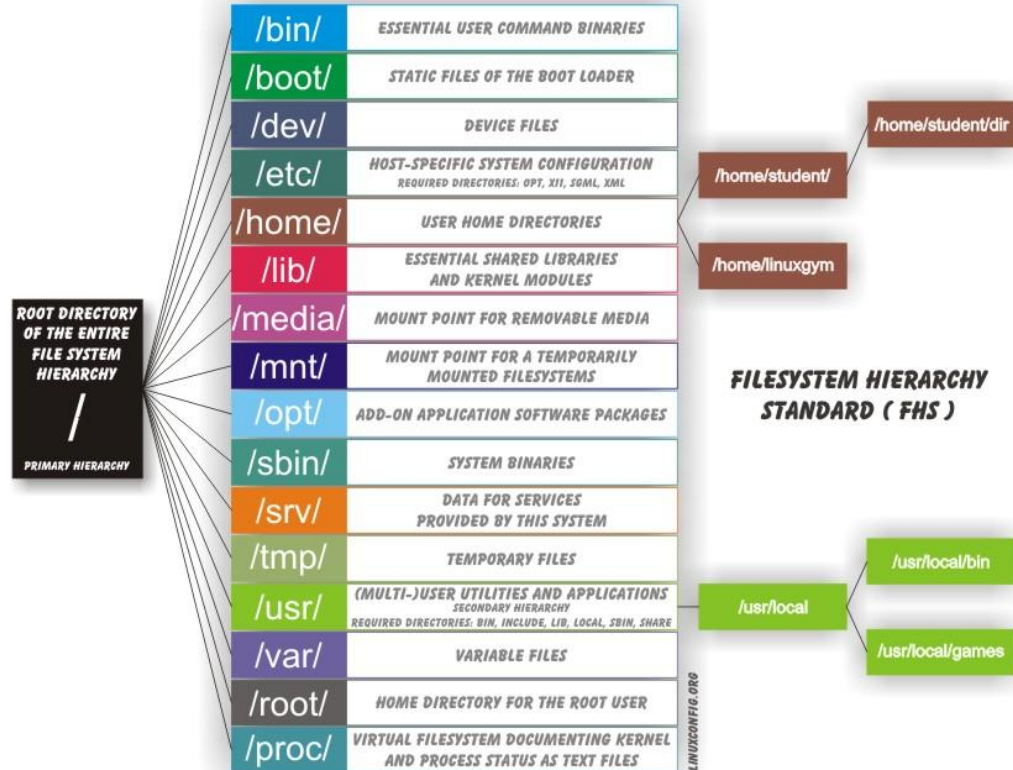 ROOT DIRECTORY
OF THE ENTIRE
FILE SYSTEM
HIERARCHY
/
PRIMARY HIERARCHY
/bin/
ESSENTIAL USER COMMAND BINARIES
/boot/
STATIC FILES OF THE BOOT LOADER
/dev/
DEVICE FILES
/etc/
HOST-SPECIFIC SYSTEM CONFIGURATION
REQUIRED DIRECTORIES: OPT, XII, SGML, XML
/home/
USER HOME DIRECTORIES
/lib/
ESSENTIAL SHARED LIBRARIES
AND KERNEL MODULES
/media/
MOUNT POINT FOR REMOVABLE MEDIA
/mnt/
MOUNT POINT FOR A TEMPORARILY
MOUNTED FILESYSTEMS
/opt/
ADD-ON APPLICATION SOFTWARE PACKAGES
/sbin/
SYSTEM BINARIES
/srv/
DATA FOR SERVICES
PROVIDED BY THIS SYSTEM
/tmp/
TEMPORARY FILES
/usr/
(MULTI-)USER UTILITIES AND APPLICATIONS
SECONDARY HIERARCHY
REQUIRED DIRECTORIES: BIN, INCLUDE, LIB, LOCAL, SBIN, SHARE
/var/
VARIABLE FILES
/root/
HOME DIRECTORY FOR THE ROOT USER
/proc/
VIRTUAL FILESYSTEM DOCUMENTING KERNEL
AND PROCESS STATUS AS TEXT FILES
/home/student/
/home/student/dir
/home/linuxgym
FILESYSTEM HIERARCHY
STANDARD ( FHS )
/usr/local
/usr/local/bin
/usr/local/games
LINUXCONFIG.ORG